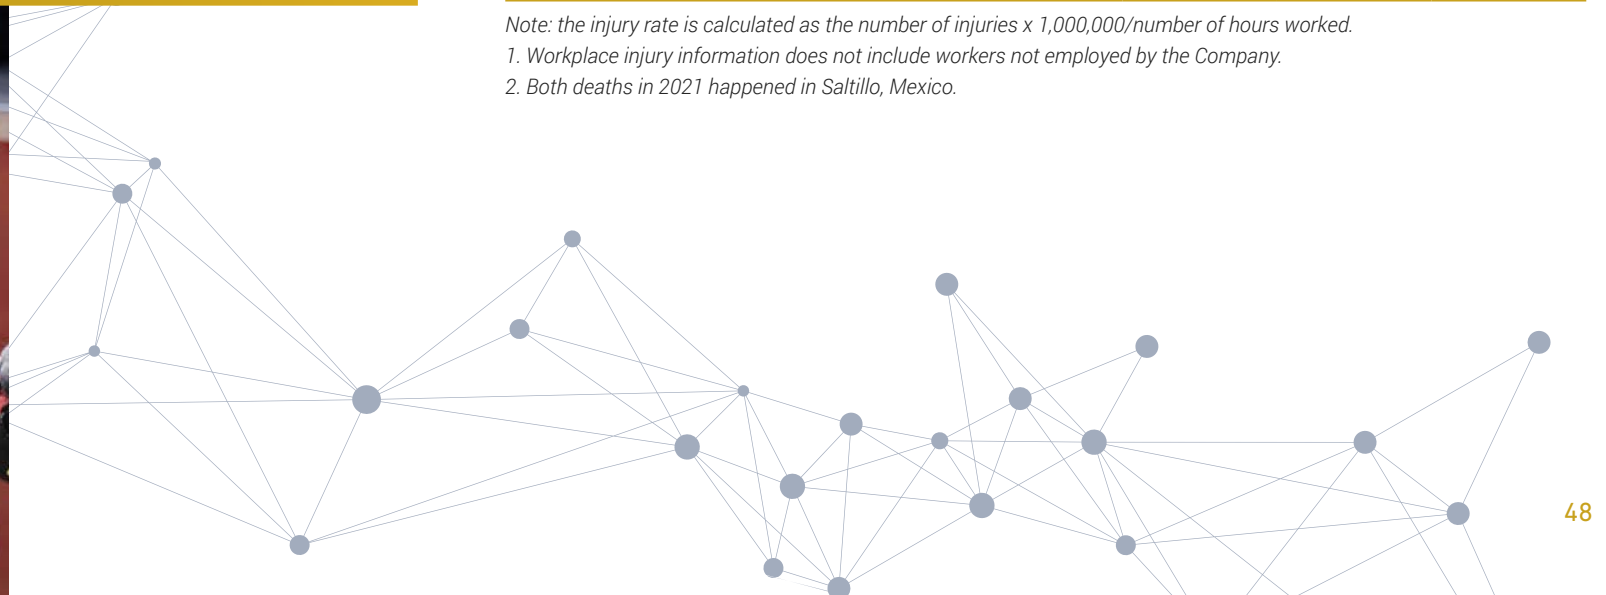 Note: the injury rate is calculated as the number of injuries x 1,000,000/number of hours worked.
1. Workplace injury information does not include workers not employed by the Company.
2. Both deaths in 2021 happened in Saltillo, Mexico.
48